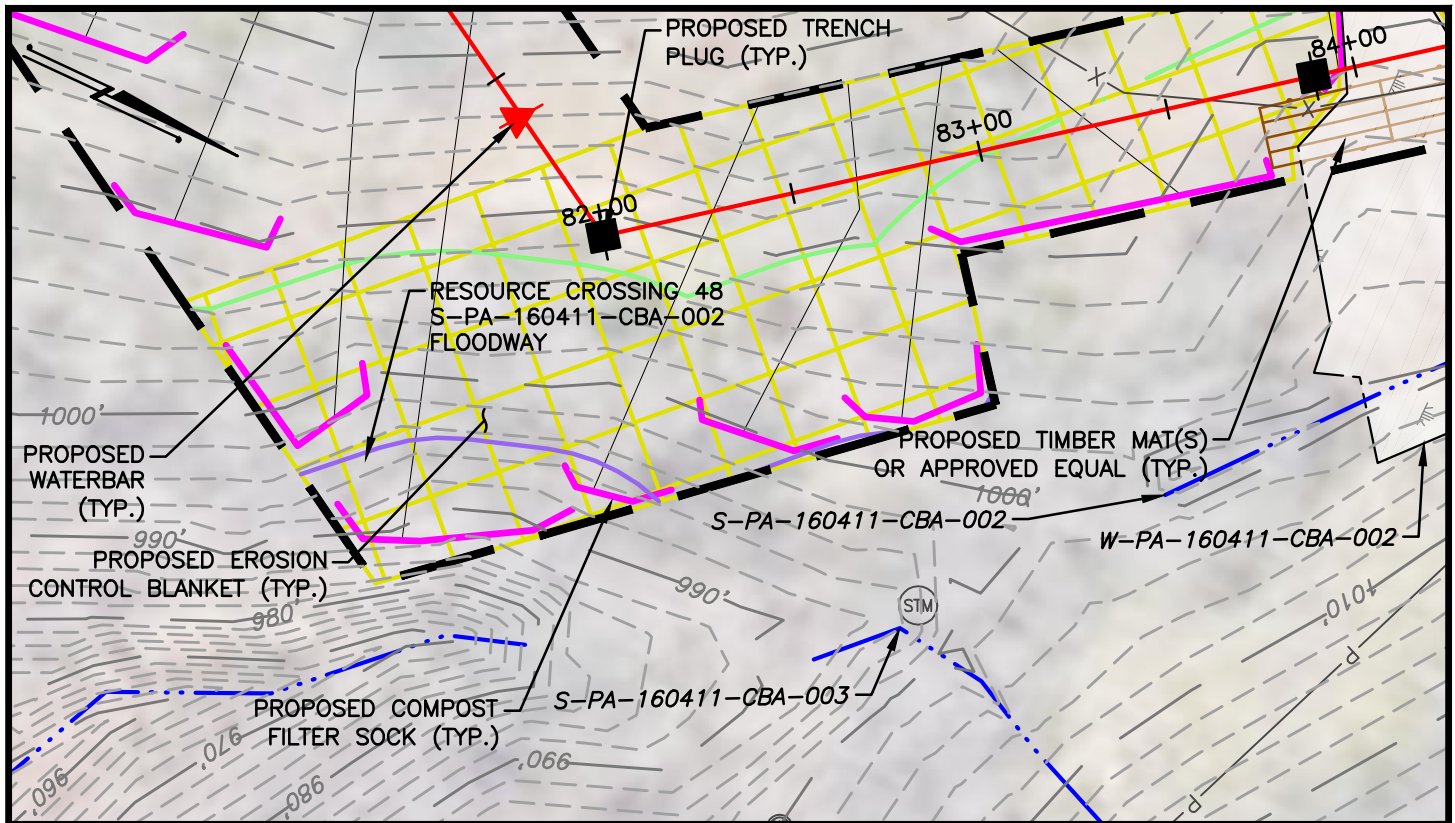 PROPOSED TRENCH
PLUG (TYP.)
84+00
83+00
82+00
RESOURCE CROSSING 48
S-PA-160411-CBA-002
FLOODWAY
1000'
PROPOSED
WATERBAR
(TYP.)
PROPOSED TIMBER MAT(S)
OR APPROVED EQUAL (TYP.)
1000'
S-PA-160411-CBA-002
W-PA-160411-CBA-002
990'
PROPOSED EROSION
CONTROL BLANKET (TYP.)
990'
980'
STM
1010'
P
S-PA-160411-CBA-003
PROPOSED COMPOST
FILTER SOCK (TYP.)
970'
990'
960'
980'
P